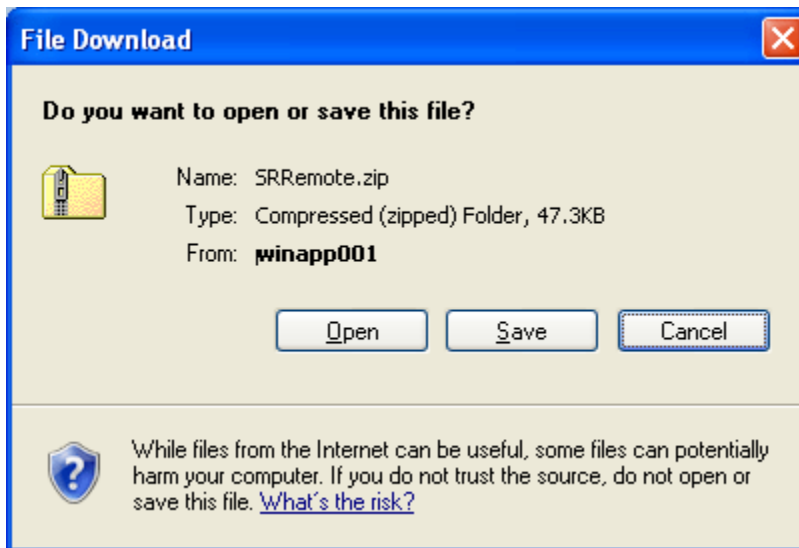 File Download
Do you want to open or save this file?
Name: SRRemote.zip
Type: Compressed (zipped) Folder, 47.3KB
From: winapp001
Open Save Cancel
While files from the Internet can be useful, some files can potentially
harm your computer. If you do not trust the source, do not open or
save this file. What's the risk?